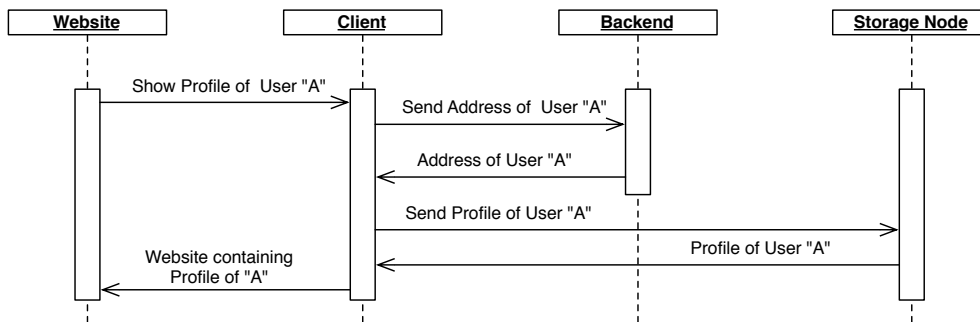 Website
Client
Backend
Storage Node
Show Profile of User "A"
Send Address of User "A"
Address of User "A"
Send Profile of User "A"
Profile of User "A"
Website containing
Profile of "A"